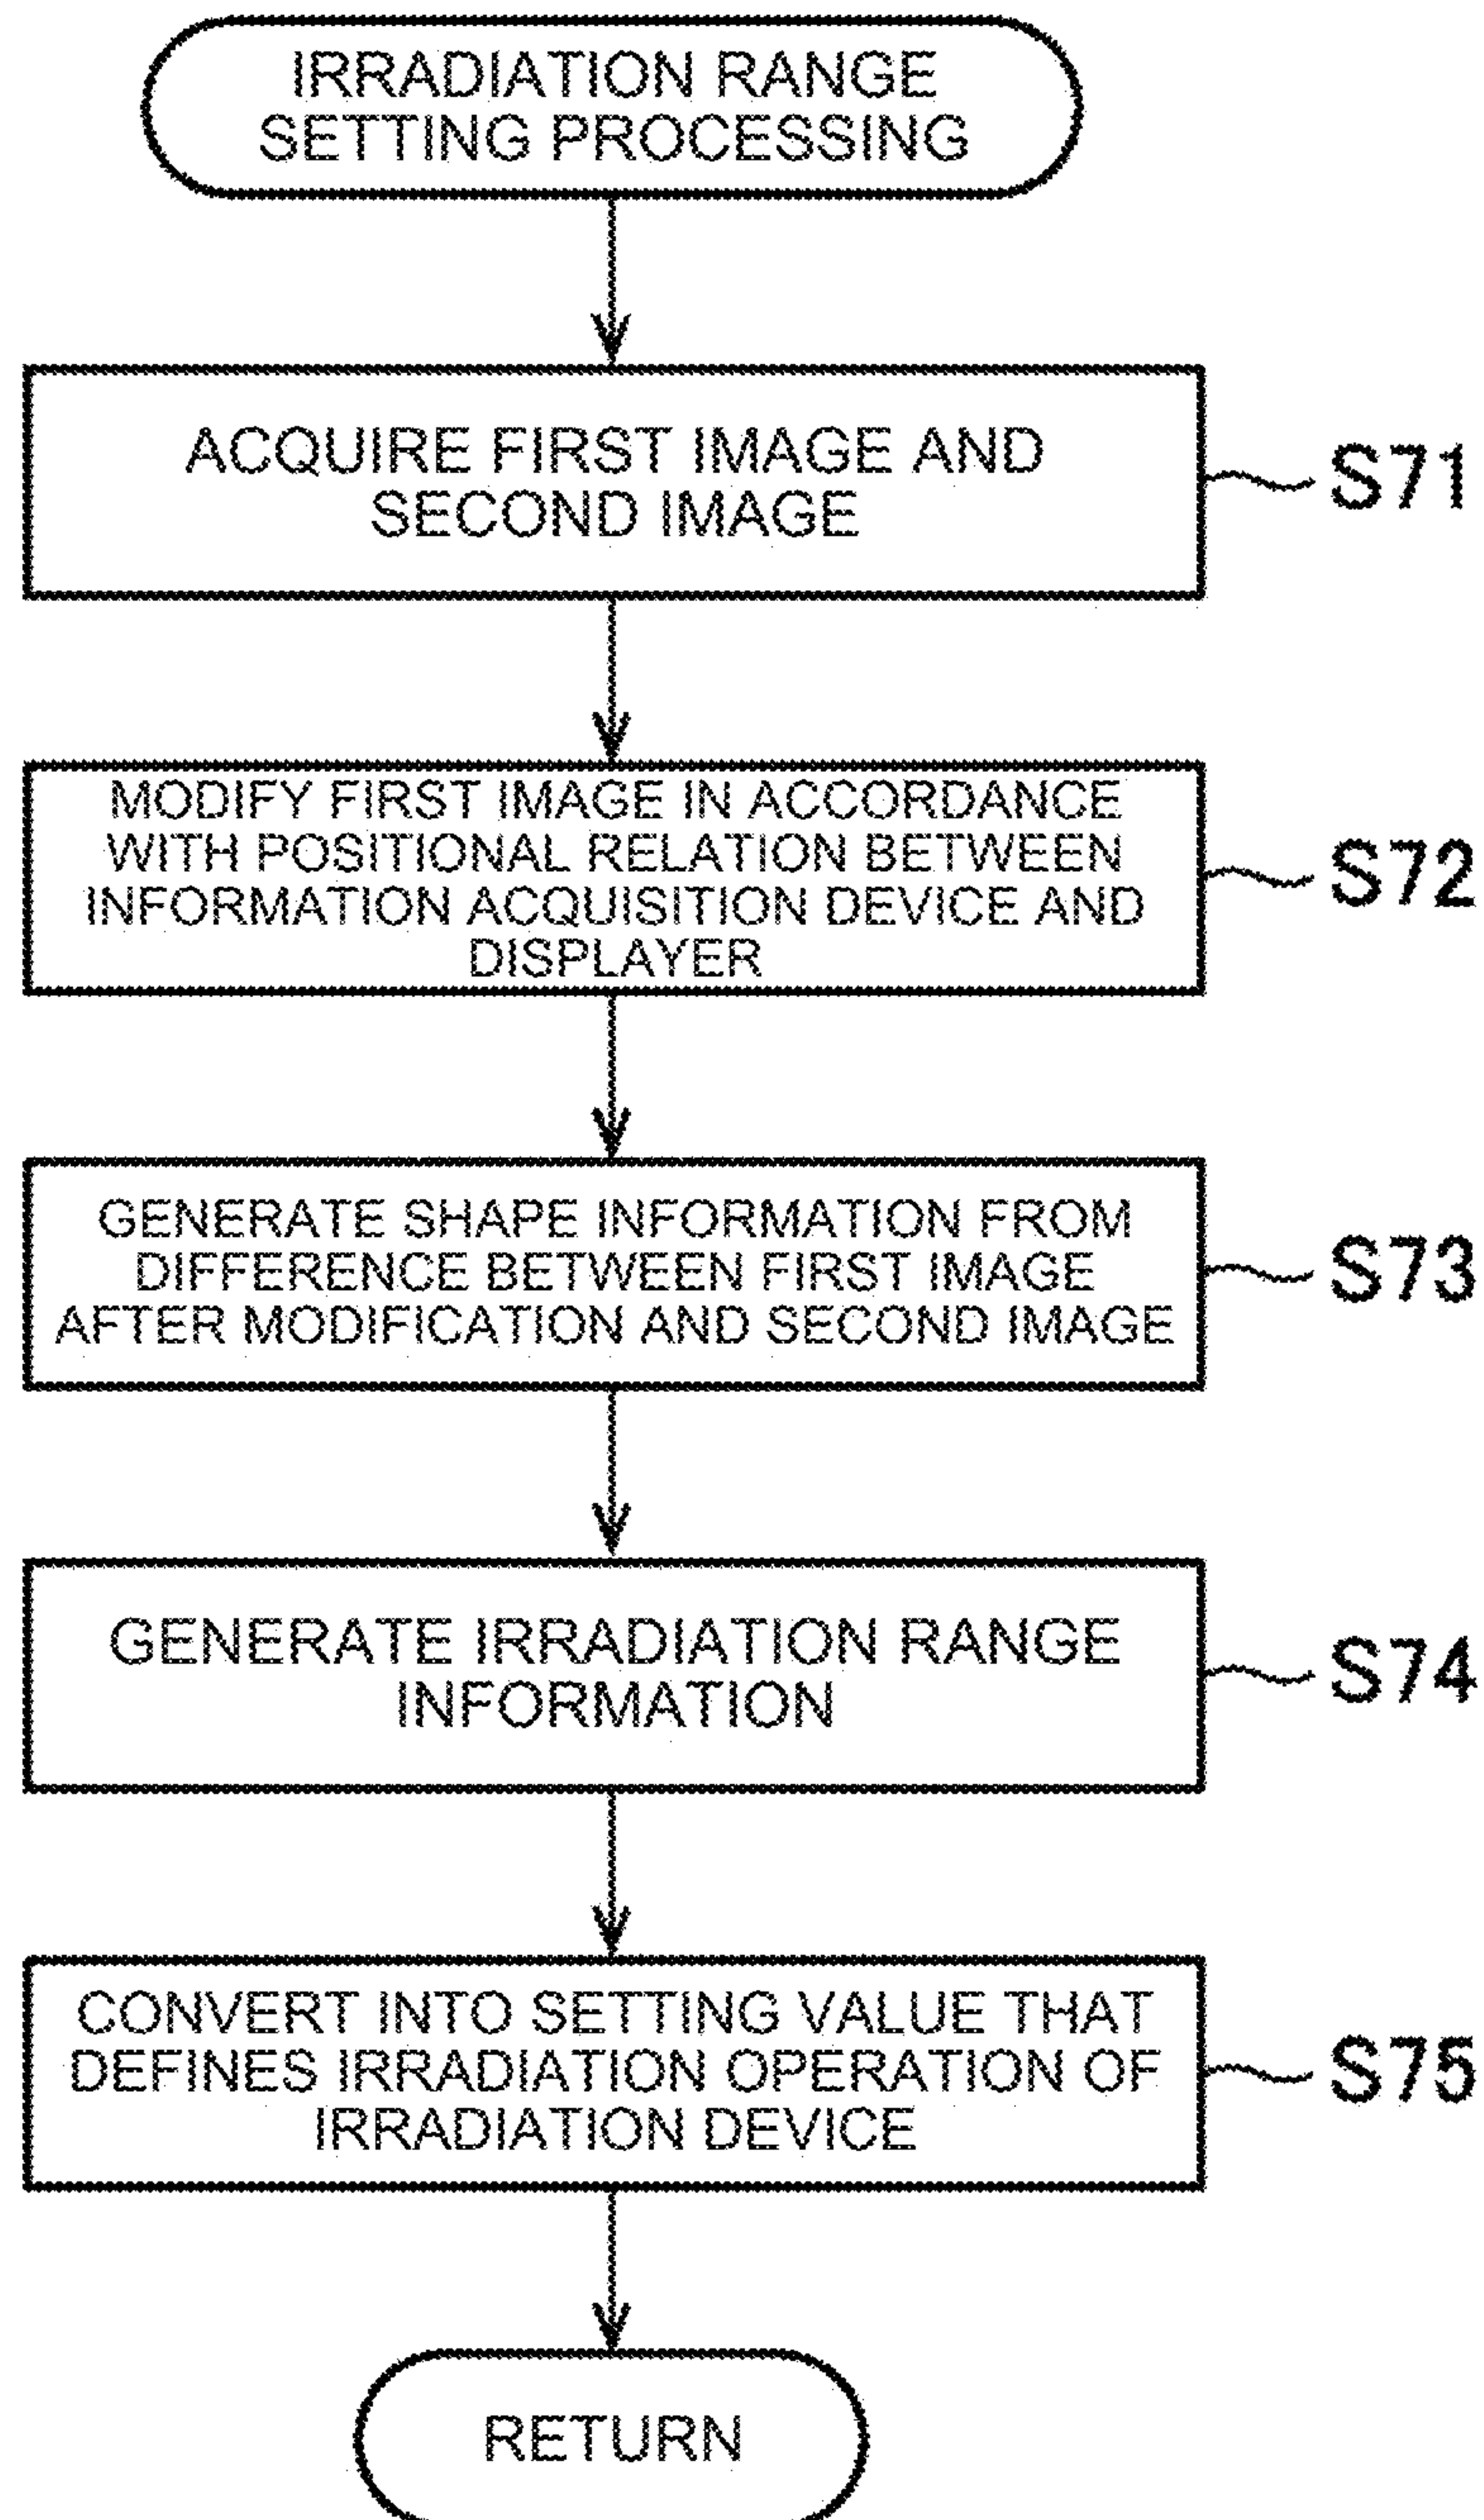 IRRADIATION RANGE
SETTING PROCESSING
ACQUIRE FIRST IMAGE AND
SECOND IMAGE
S71
MODIFY FIRST IMAGE IN ACCORDANCE
WITH POSITIONAL RELATION BETWEEN
INFORMATION ACQUISITION DEVICE AND
DISPLAYER
S72
GENERATE SHAPE INFORMATION FROM
DIFFERENCE BETWEEN FIRST IMAGE
AFTER MODIFICATION AND SECOND IMAGE
S73
GENERATE IRRADIATION RANGE
INFORMATION
S74
CONVERT INTO SETTING VALUE THAT
DEFINES IRRADIATION OPERATION OF
IRRADIATION DEVICE
S75
RETURN